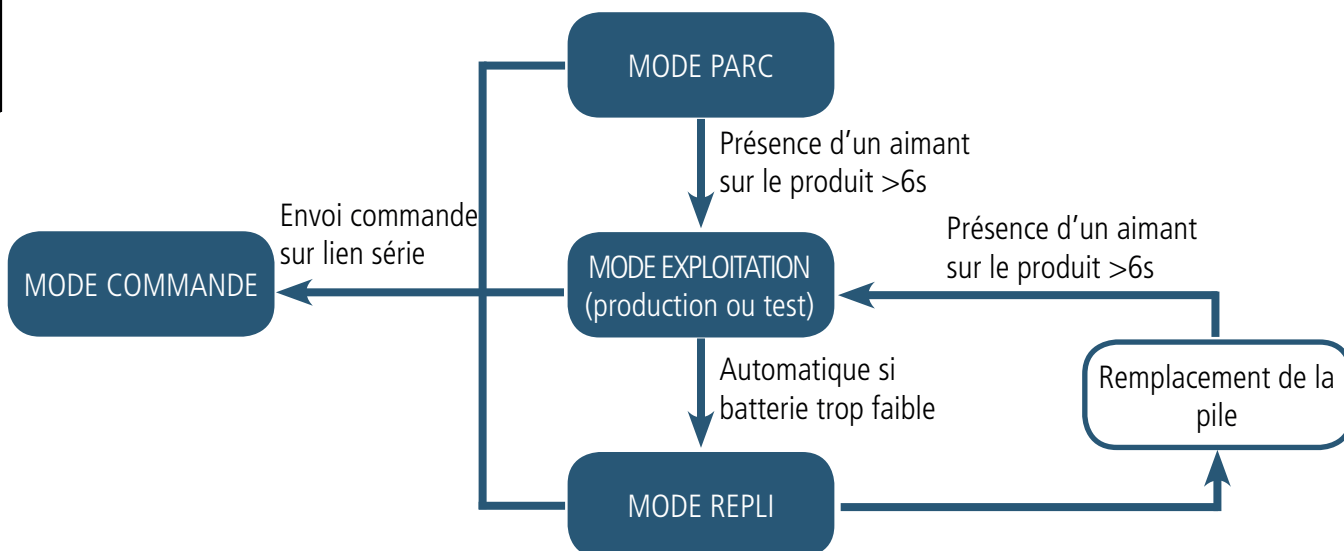 MODE PARC
Présence d’un aimant
sur le produit >6s
Envoi commande
sur lien série
Présence d’un aimant
sur le produit >6s
MODE COMMANDE
MODE EXPLOITATION
(production ou test)
Automatique si
batterie trop faible
Remplacement de la
pile
MODE REPLI